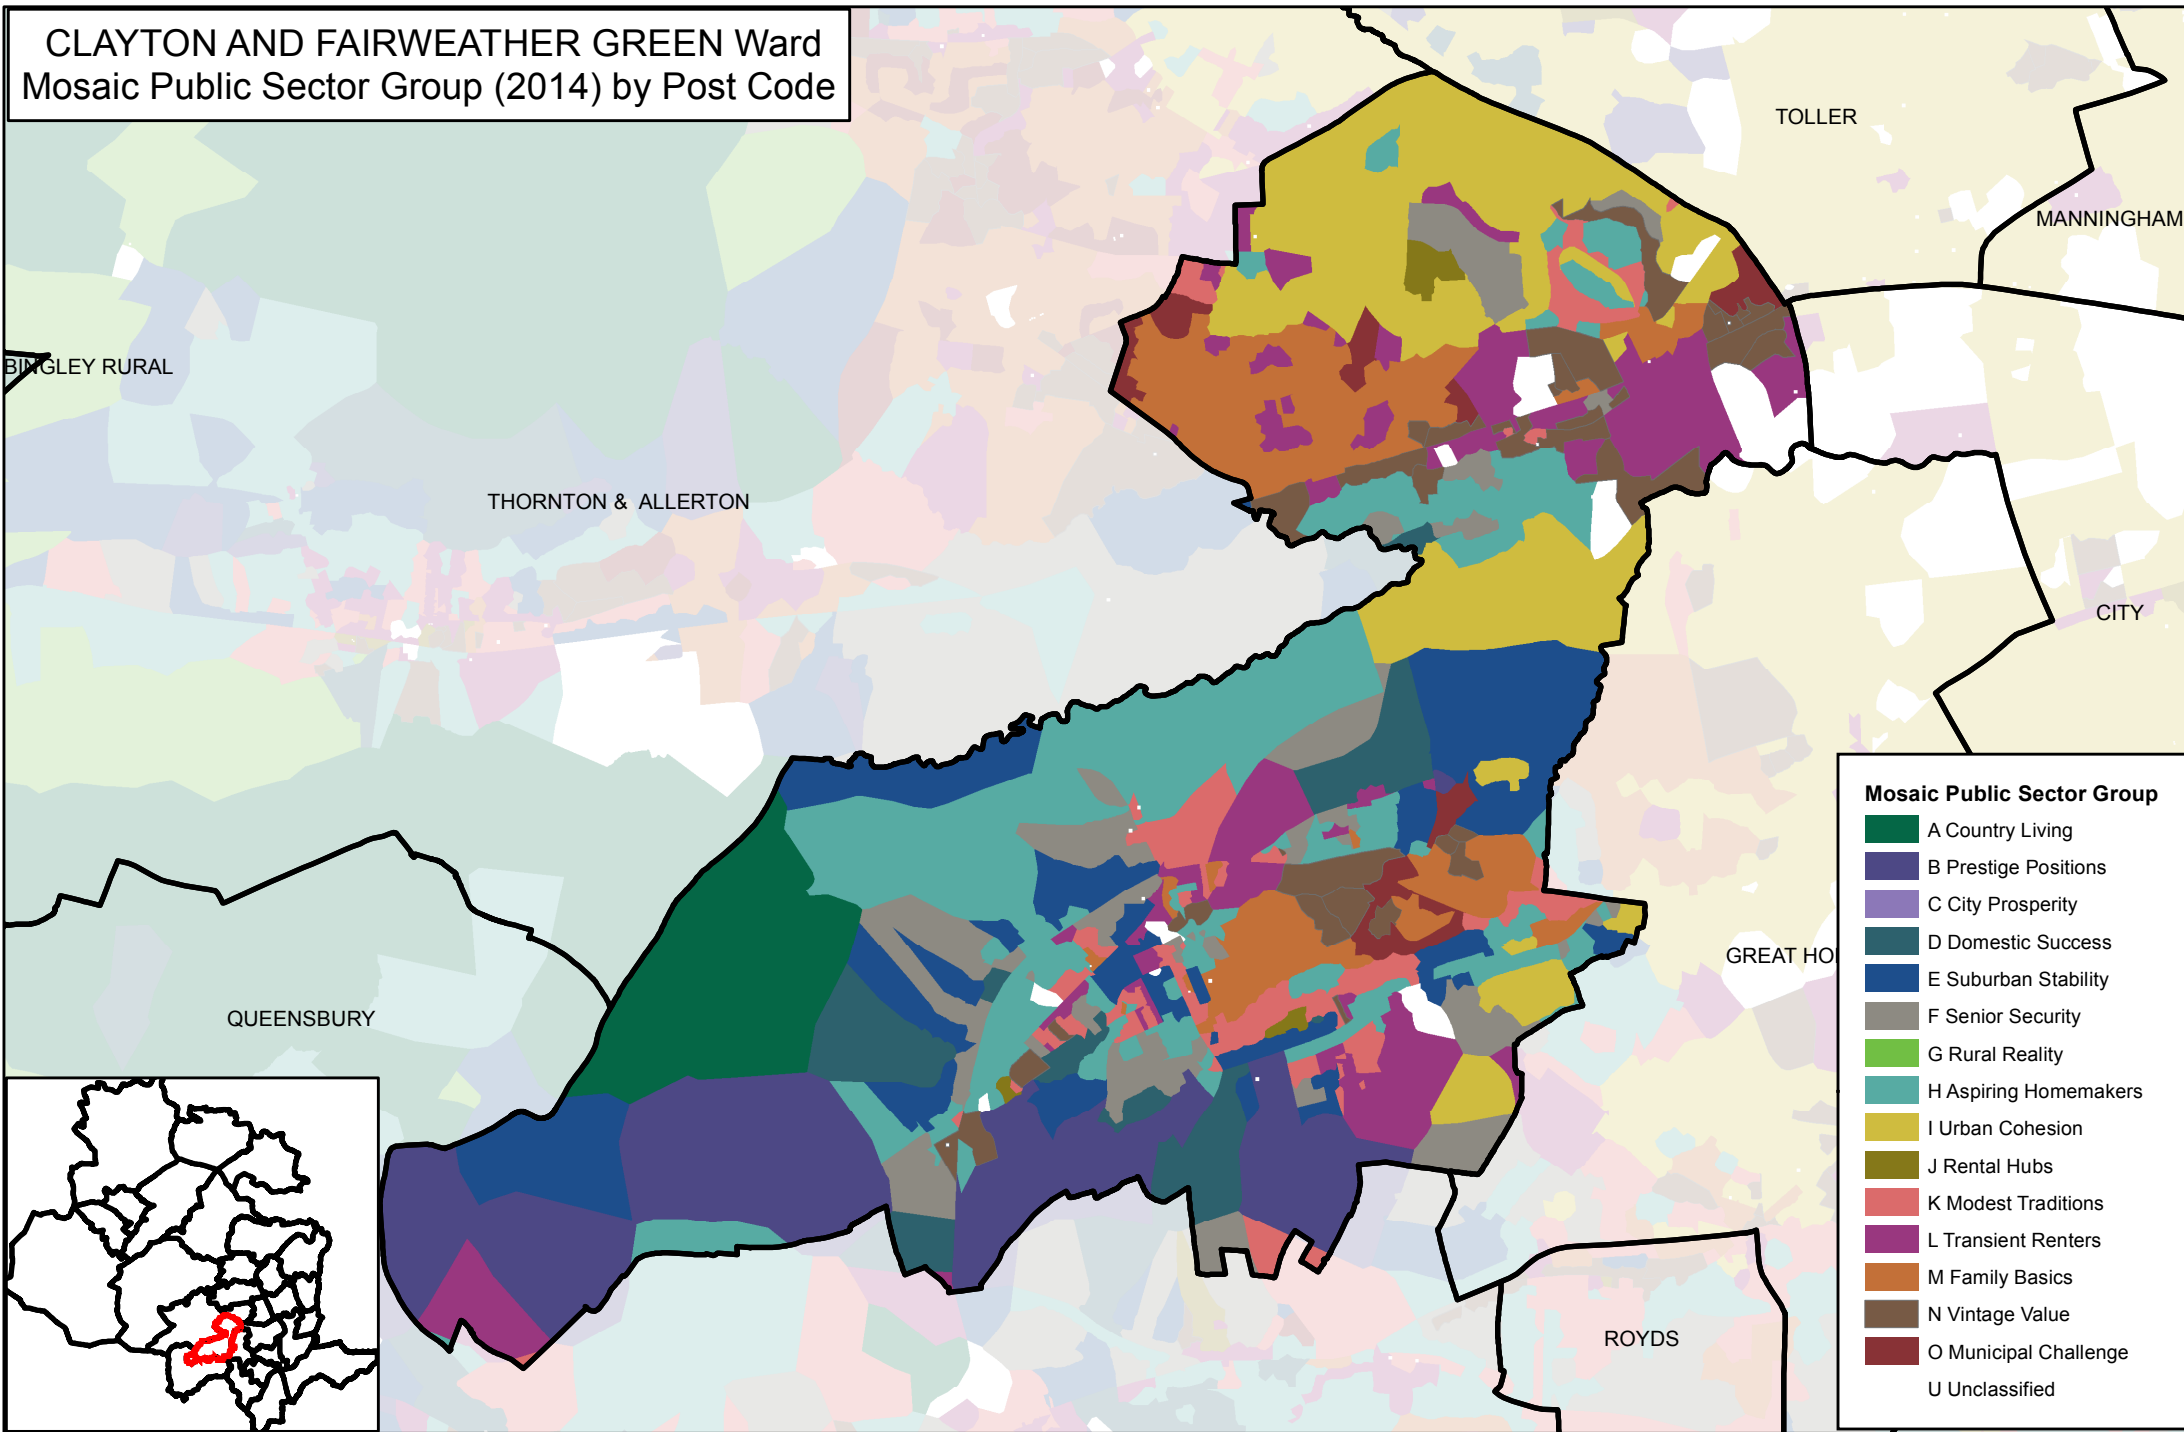 CLAYTON AND FAIRWEATHER GREEN Ward
Mosaic Public Sector Group (2014) by Post Code
TOLLER
MANNINGHAM
BINGLEY RURAL
THORNTON & ALLERTON
CITY
GREAT HO
QUEENSBURY
ROYDS
Mosaic Public Sector Group
A Country Living
B Prestige Positions
C City Prosperity
D Domestic Success
E Suburban Stability
F Senior Security
G Rural Reality
H Aspiring Homemakers
I Urban Cohesion
J Rental Hubs
K Modest Traditions
L Transient Renters
M Family Basics
N Vintage Value
O Municipal Challenge
U Unclassified